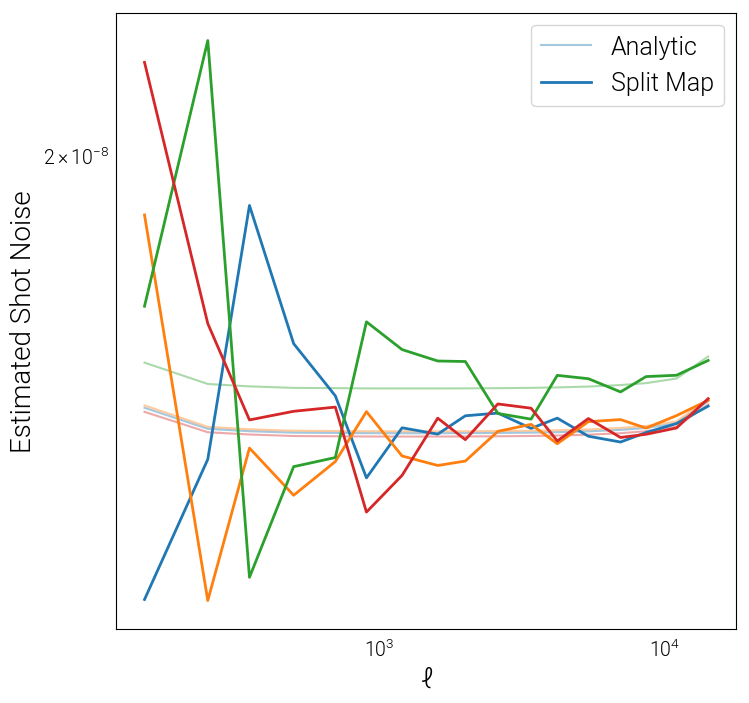 Analytic
Split Map
2×10⁻⁸
Estimated Shot Noise
10³
10⁴
ℓ